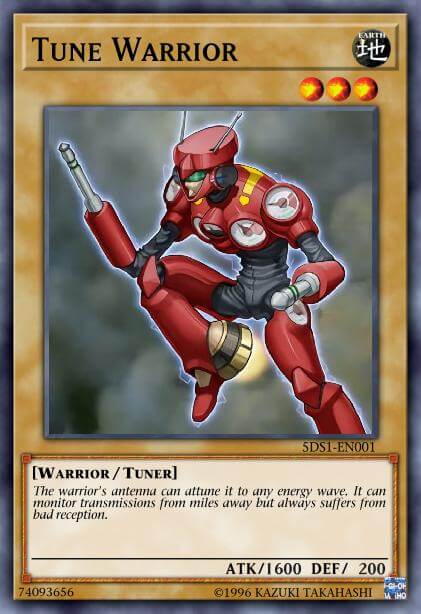 TUNE WARRIOR
EARTH
地
5DS1-EN001
[WARRIOR / TUNER]
The warrior's antenna can attune it to any energy wave. It can
monitor transmissions from miles away but always suffers from
bad reception.
ATK/1600 DEF/ 200
74093656
©1996 KAZUKI TAKAHASHI